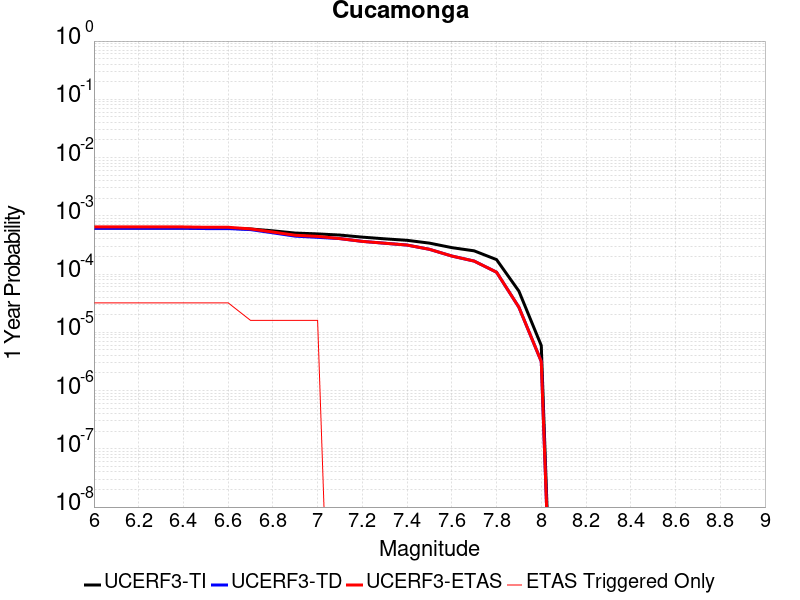 Cucamonga
10^0
10^-1
10^-2
10^-3
10^-4
10^-5
10^-6
10^-7
10^-8
1 Year Probability
6 6.2 6.4 6.6 6.8 7 7.2 7.4 7.6 7.8 8 8.2 8.4 8.6 8.8 9
Magnitude
UCERF3-TI UCERF3-TD UCERF3-ETAS ETAS Triggered Only